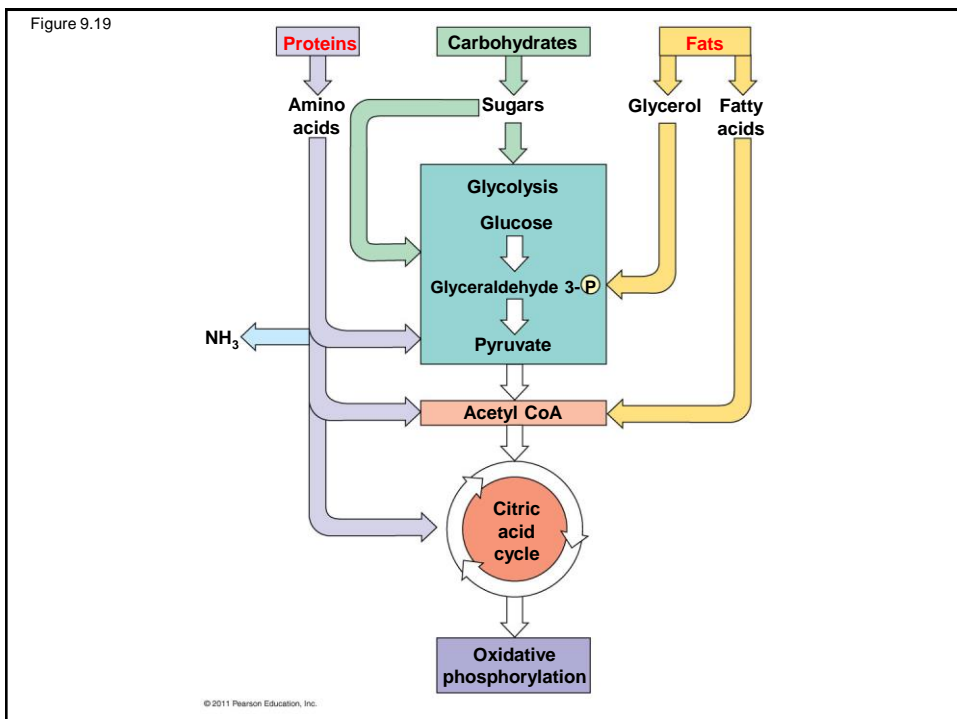 Figure 9.19
Proteins
Carbohydrates
Fats
Amino
acids
Sugars
Glycerol
Fatty
acids
Glycolysis
Glucose
Glyceraldehyde 3-P
NH₃
Pyruvate
Acetyl CoA
Citric
acid
cycle
Oxidative
phosphorylation
© 2011 Pearson Education, Inc.